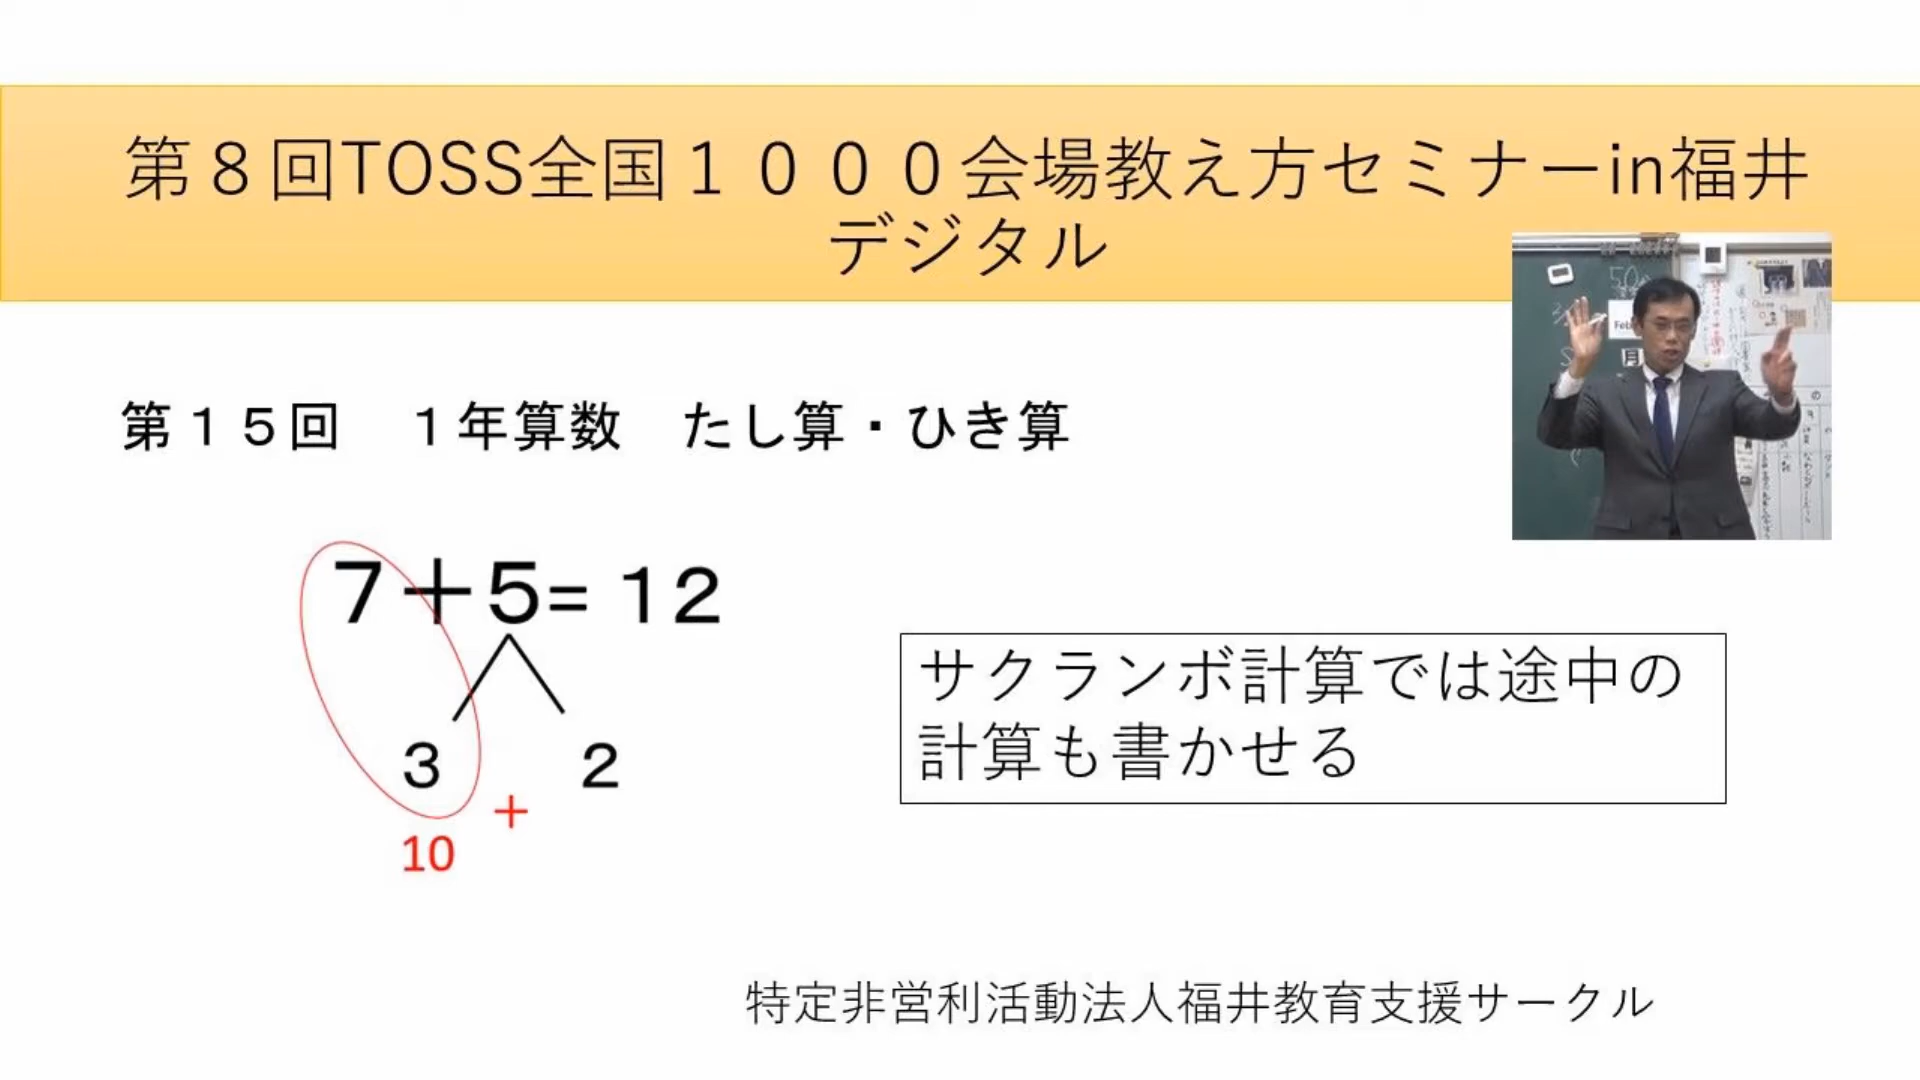 第８回TOSS全国１０００会場教え方セミナーin福井
デジタル
第１５回　１年算数　たし算・ひき算
７＋５=１２
3 2
＋
10
サクランボ計算では途中の
計算も書かせる
特定非営利活動法人福井教育支援サークル
50
Feb
月